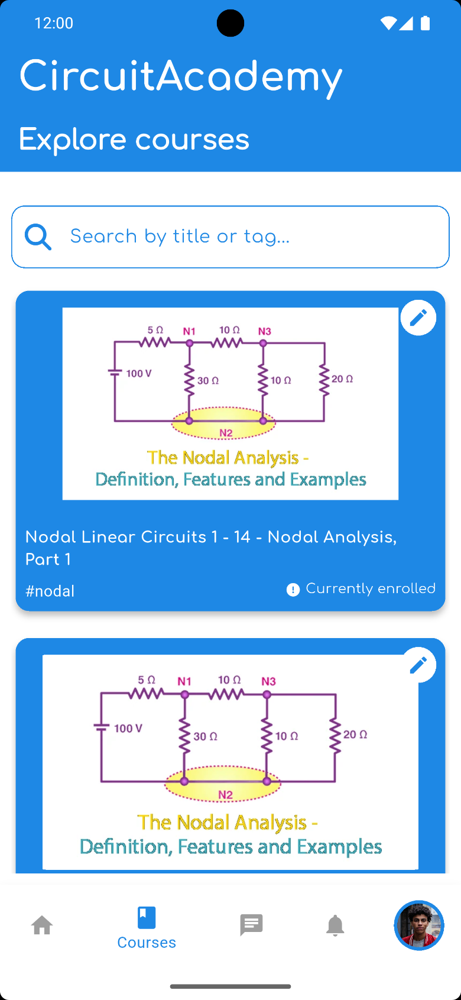 12:00
CircuitAcademy
Explore courses
Search by title or tag...
5 Ω N1 10 Ω N3
100 V 30 Ω 10 Ω 20 Ω
N2
The Nodal Analysis -
Definition, Features and Examples
Nodal Linear Circuits 1 - 14 - Nodal Analysis,
Part 1
#nodal Currently enrolled
5 Ω N1 10 Ω N3
100 V 30 Ω 10 Ω 20 Ω
N2
The Nodal Analysis -
Definition, Features and Examples
Courses